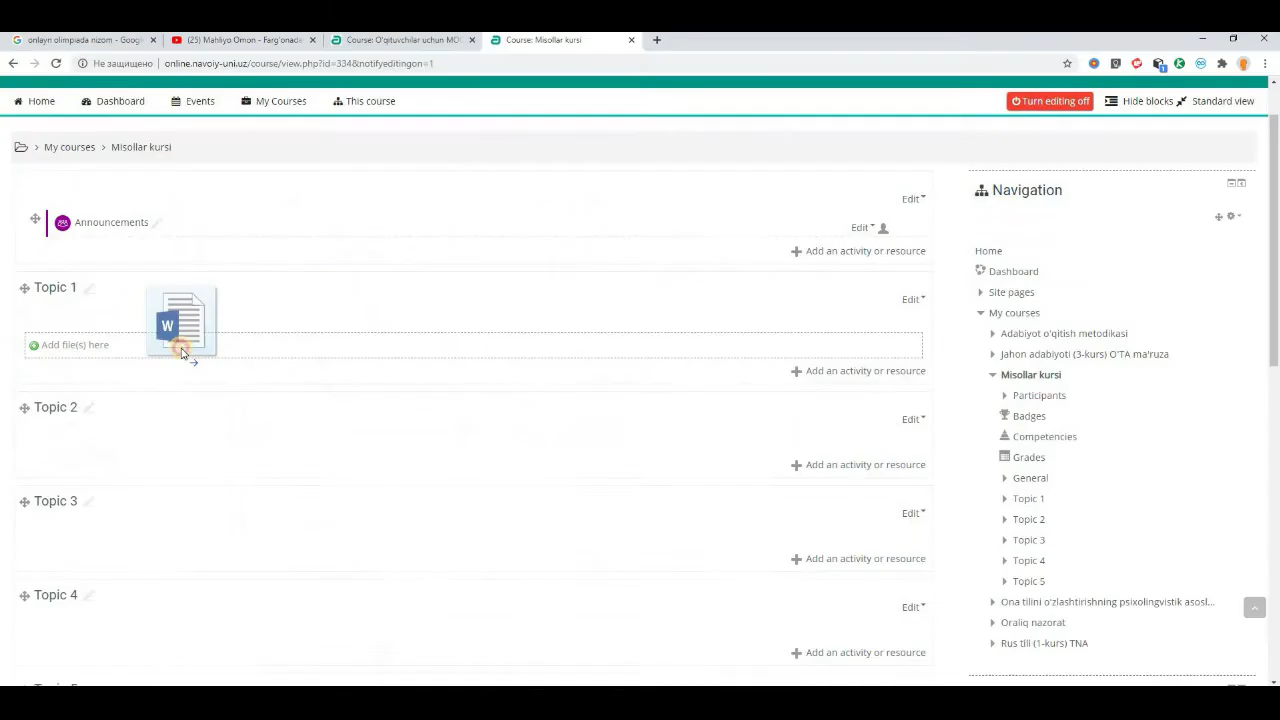 onlayn olimpiada nizom - Googl
(25) Mahliyo Omon - Farg'onade
Course: O'qituvchilar uchun MOO
Course: Misollar kursi
Не защищено
online.navoiy-uni.uz/course/view.php?id=334&notifyeditingon=1
Home
Dashboard
Events
My Courses
This course
Turn editing off
Hide blocks
Standard view
My courses
Misollar kursi
Edit
Announcements
Edit
Add an activity or resource
Topic 1
Edit
W
Add file(s) here
Add an activity or resource
Topic 2
Edit
Add an activity or resource
Topic 3
Edit
Add an activity or resource
Topic 4
Edit
Add an activity or resource
Navigation
Home
Dashboard
Site pages
My courses
Adabiyot o'qitish metodikasi
Jahon adabiyoti (3-kurs) O'TA ma'ruza
Misollar kursi
Participants
Badges
Competencies
Grades
General
Topic 1
Topic 2
Topic 3
Topic 4
Topic 5
Ona tilini o'zlashtirishning psixolingvistik asosl...
Oraliq nazorat
Rus tili (1-kurs) TNA